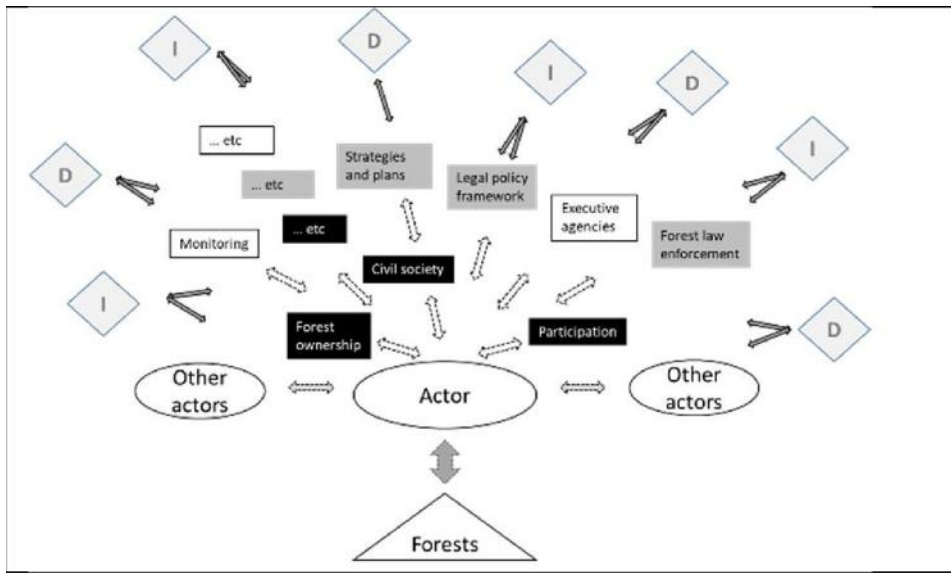 I
D
I
D
I
D
I
D
... etc
... etc
... etc
Strategies
and plans
Legal policy
framework
Executive
agencies
Forest law
enforcement
Monitoring
Civil society
Forest
ownership
Participation
Other
actors
Actor
Other
actors
Forests